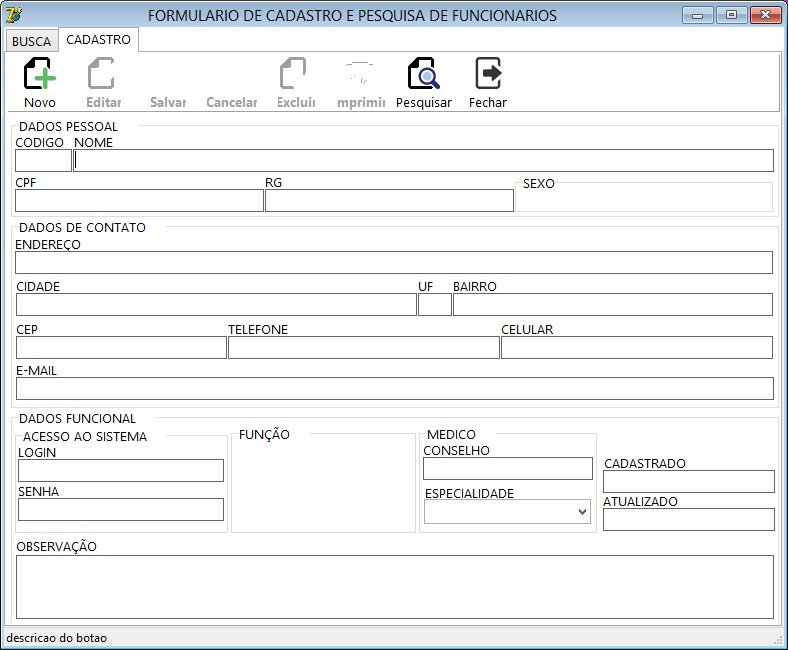 FORMULARIO DE CADASTRO E PESQUISA DE FUNCIONARIOS
BUSCA CADASTRO
Novo Editar Salvar Cancelar Excluir mprimir Pesquisar Fechar
DADOS PESSOAL
CODIGO NOME
CPF RG SEXO
DADOS DE CONTATO
ENDEREÇO
CIDADE UF BAIRRO
CEP TELEFONE CELULAR
E-MAIL
DADOS FUNCIONAL
ACESSO AO SISTEMA FUNÇÃO MEDICO
LOGIN CONSELHO
CADASTRADO
SENHA ESPECIALIDADE
ATUALIZADO
OBSERVAÇÃO
descricao do botao